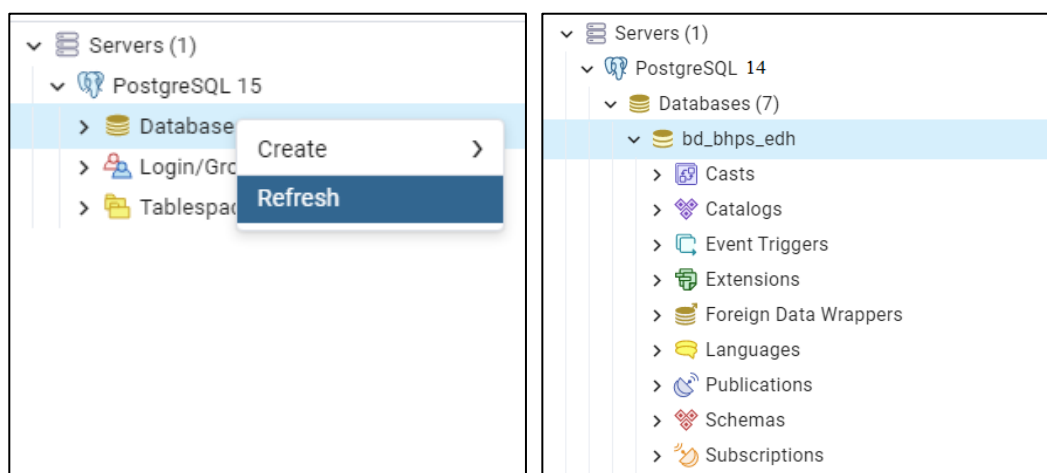 Servers (1)
PostgreSQL 15
Database
Login/Gro
Tablespac
Create
Refresh
Servers (1)
PostgreSQL 14
Databases (7)
bd_bhps_edh
Casts
Catalogs
Event Triggers
Extensions
Foreign Data Wrappers
Languages
Publications
Schemas
Subscriptions